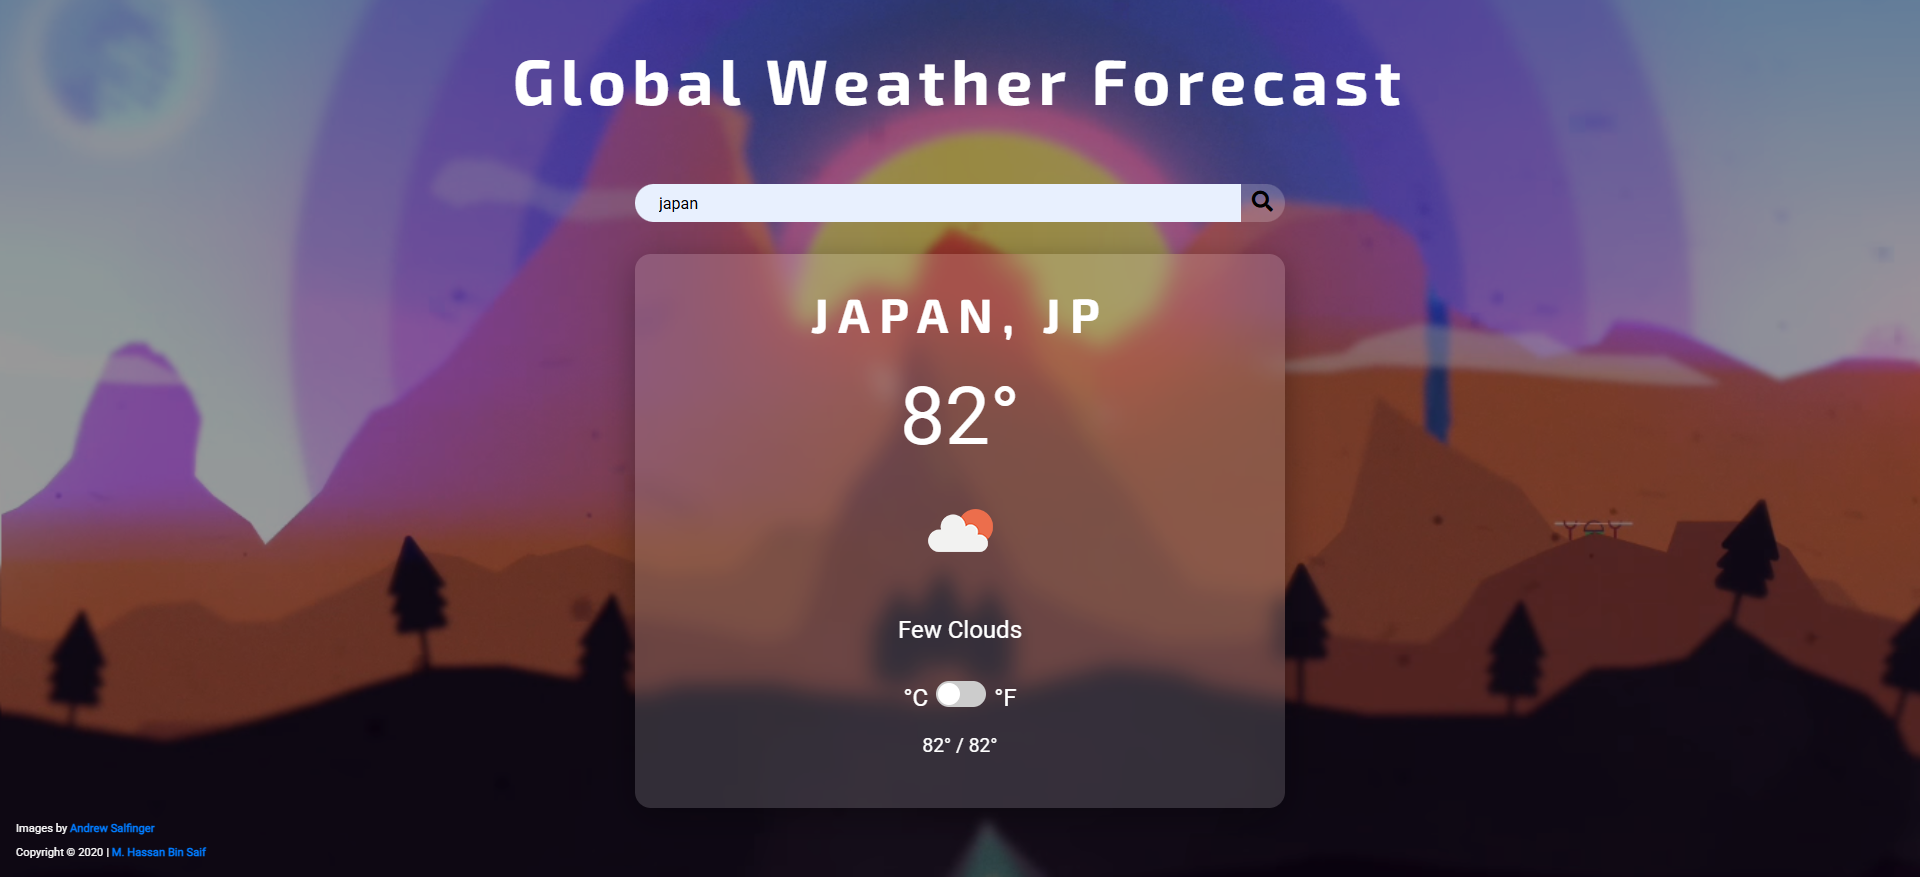 Global Weather Forecast
japan
JAPAN, JP
82°
Few Clouds
°C °F
82° / 82°
Images by Andrew Salfinger
Copyright © 2020 | M. Hassan Bin Saif